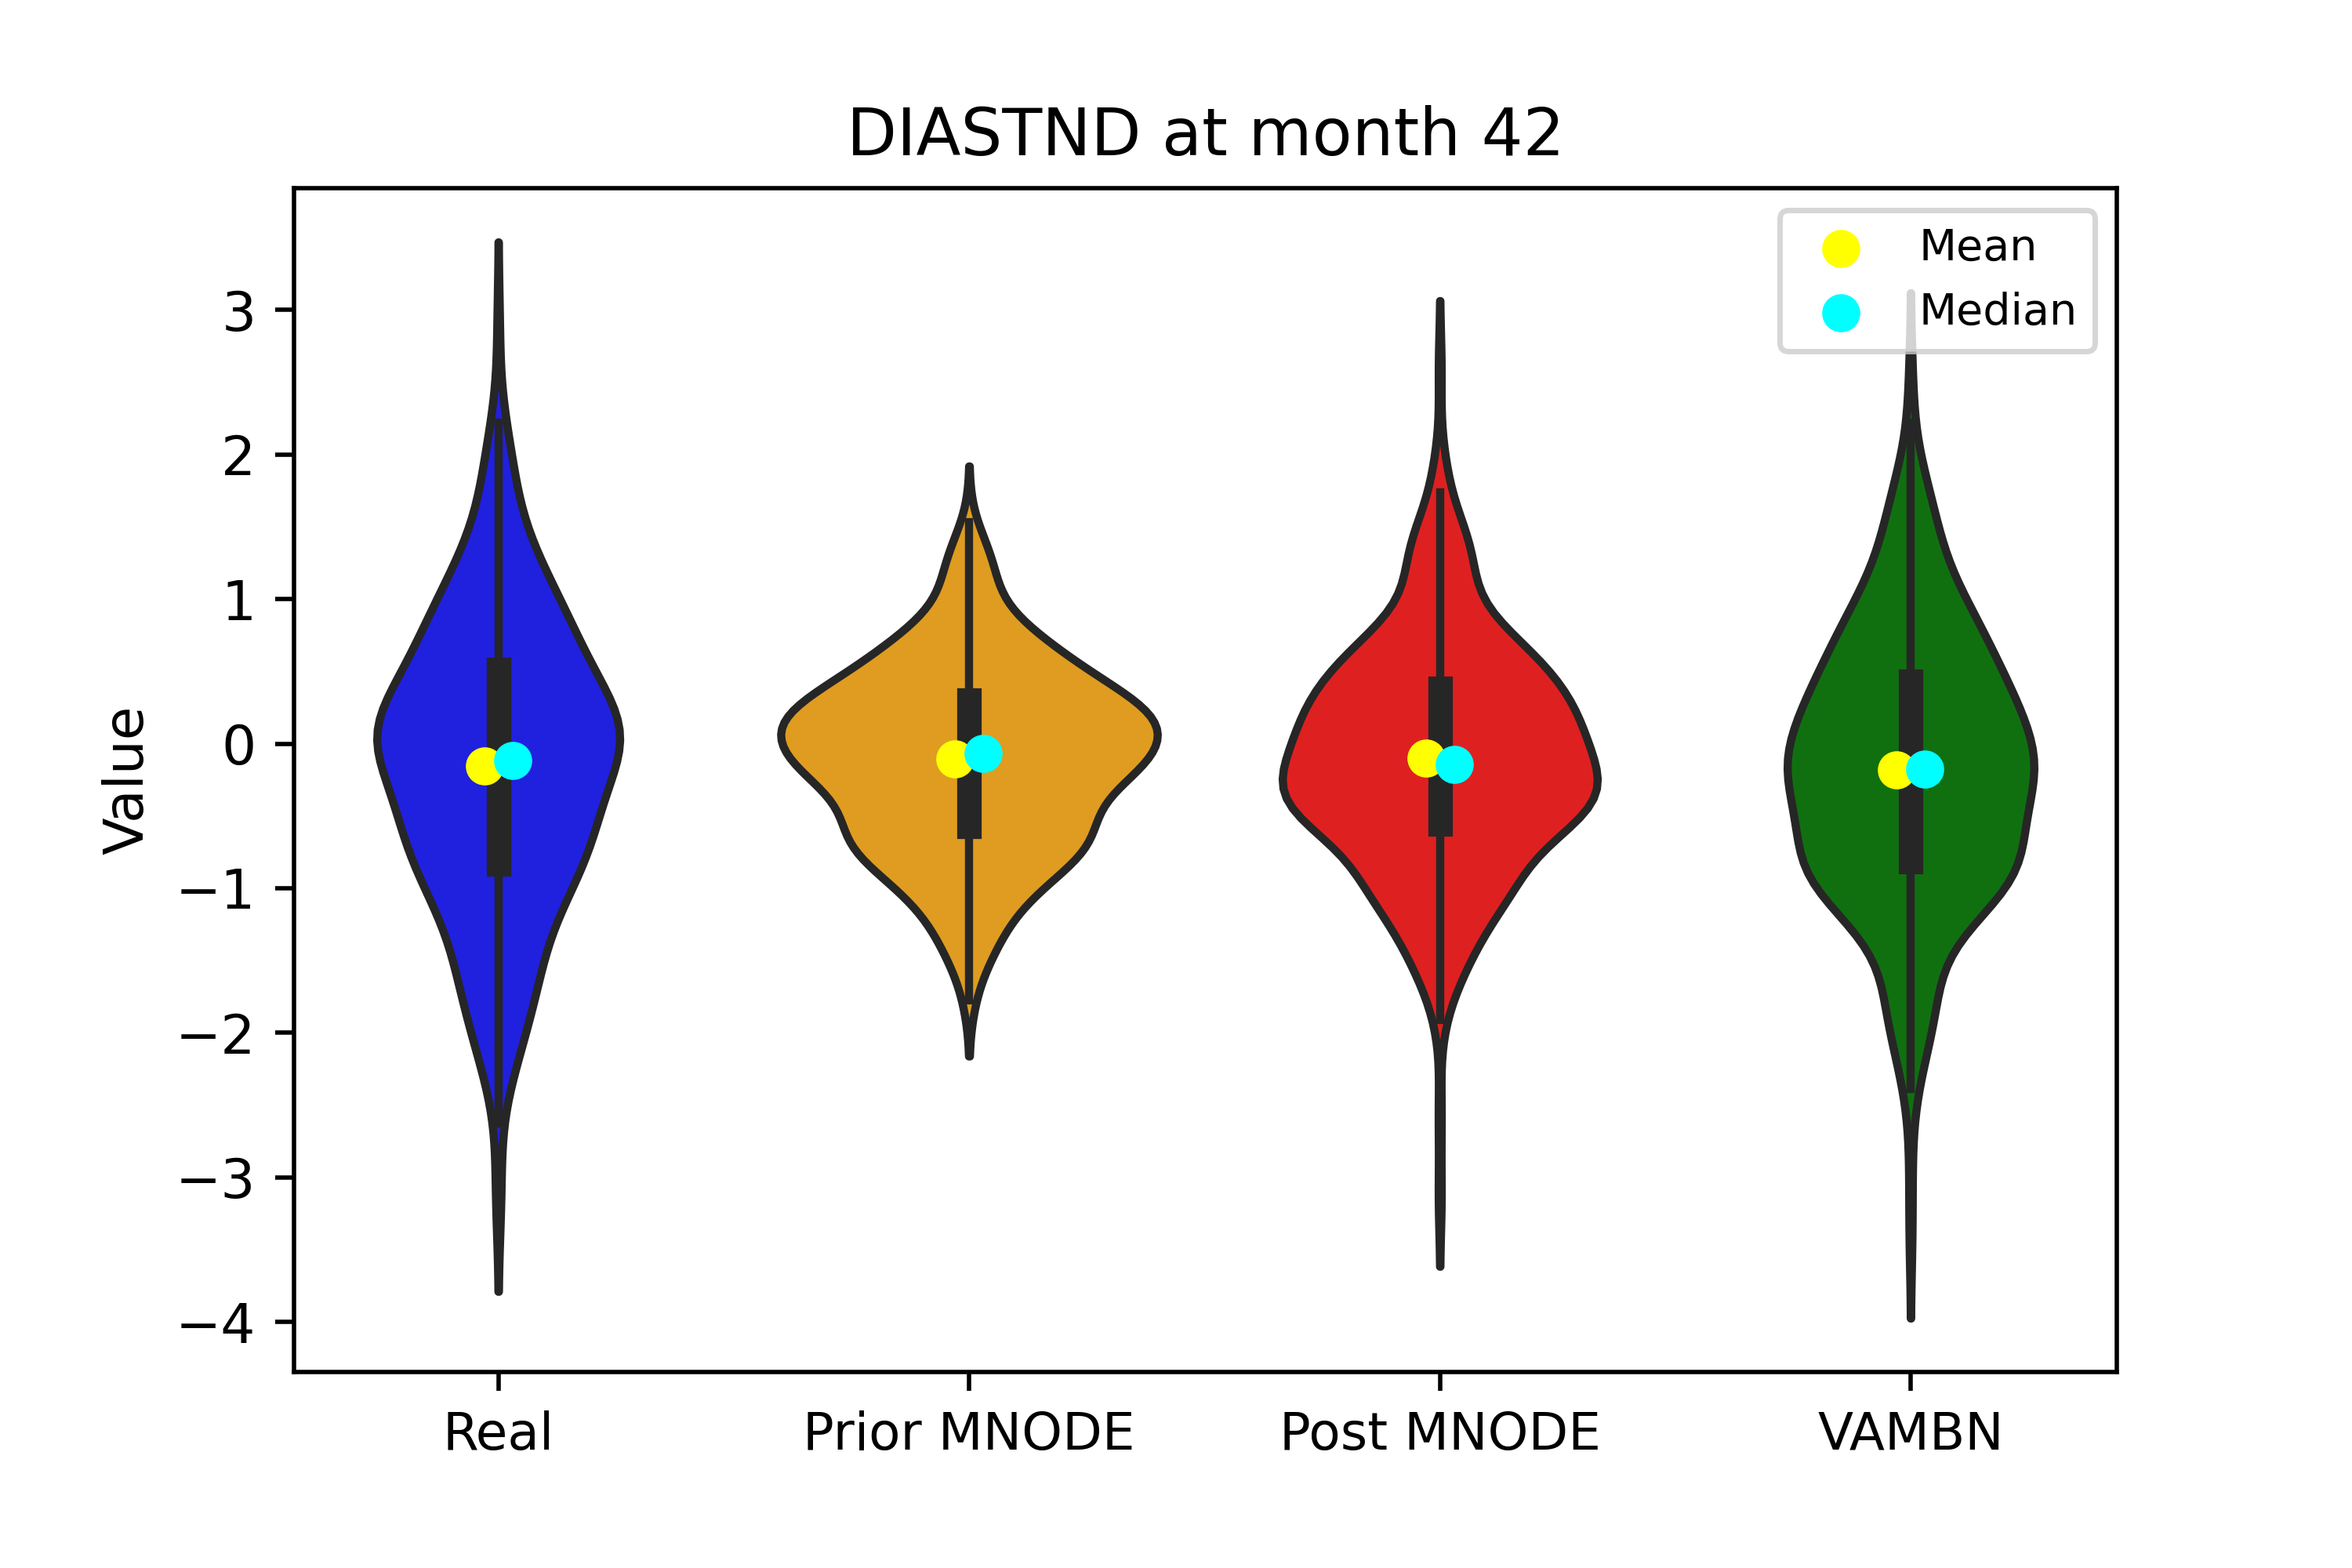 DIASTND at month 42
Mean
Median
3
2
1
0
−1
−2
−3
−4
Value
Real
Prior MNODE
Post MNODE
VAMBN